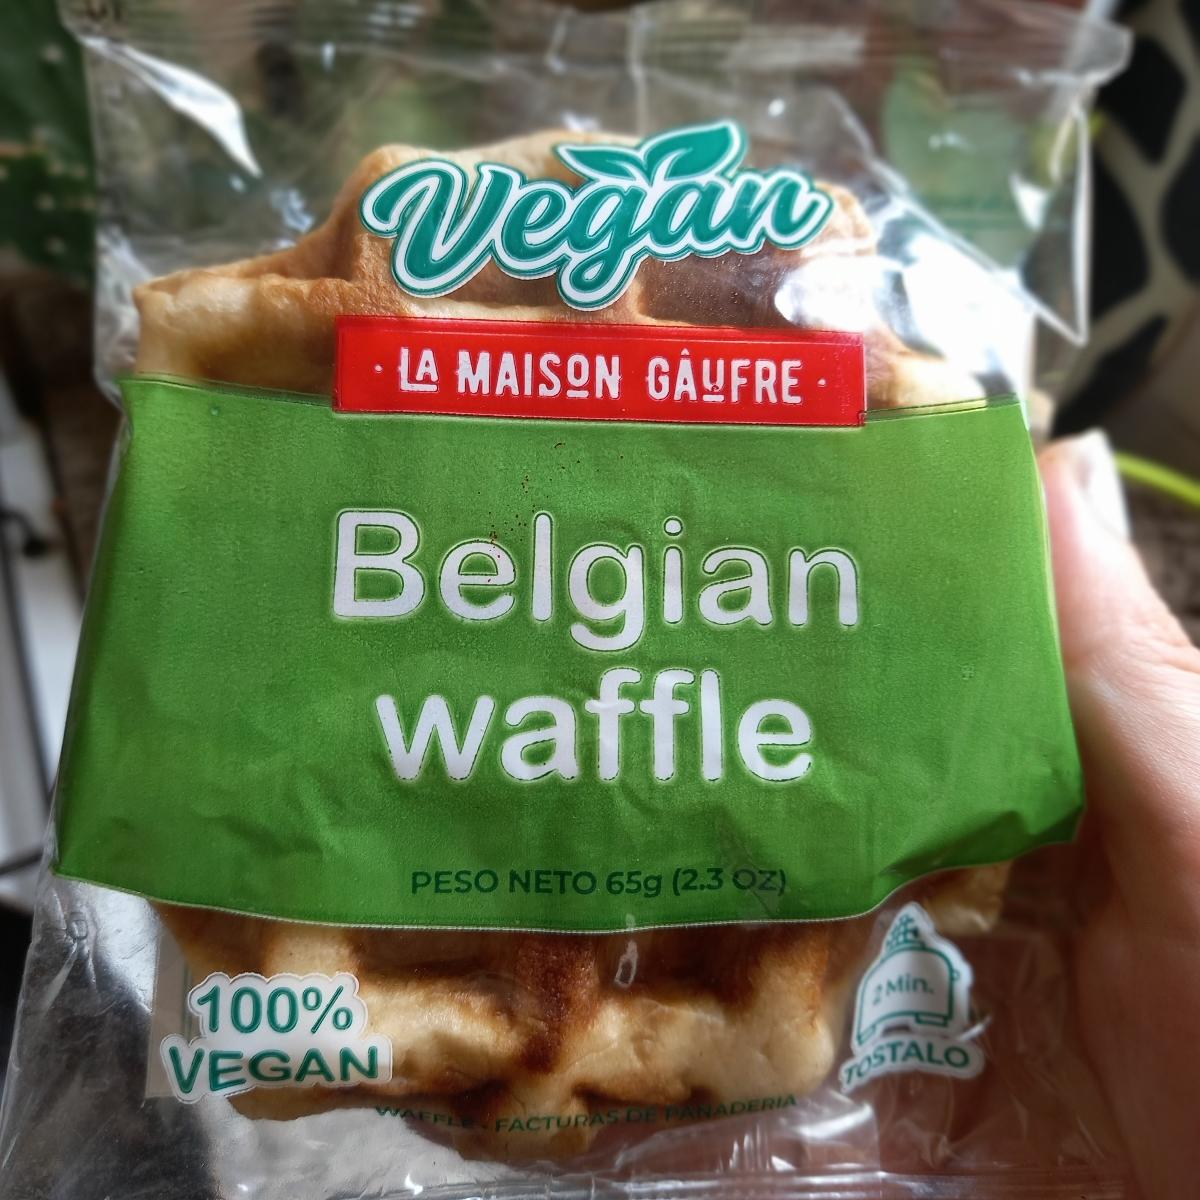 Vegan
· LA MAISON GÂUFRE ·
Belgian
waffle
PESO NETO 65g (2.3 OZ)
100%
VEGAN
2 Min.
TOSTALO
WAFFLE - FACTURAS DE PANADERIA